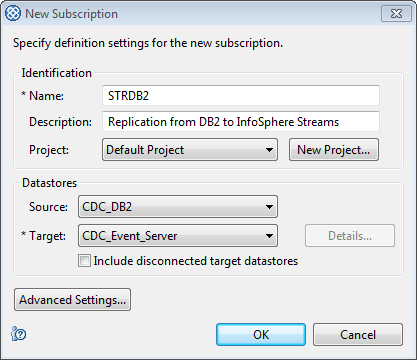 New Subscription
Specify definition settings for the new subscription.
Identification
* Name: STRDB2
Description: Replication from DB2 to InfoSphere Streams
Project: Default Project New Project...
Datastores
Source: CDC_DB2
* Target: CDC_Event_Server Details...
Include disconnected target datastores
Advanced Settings...
? OK Cancel